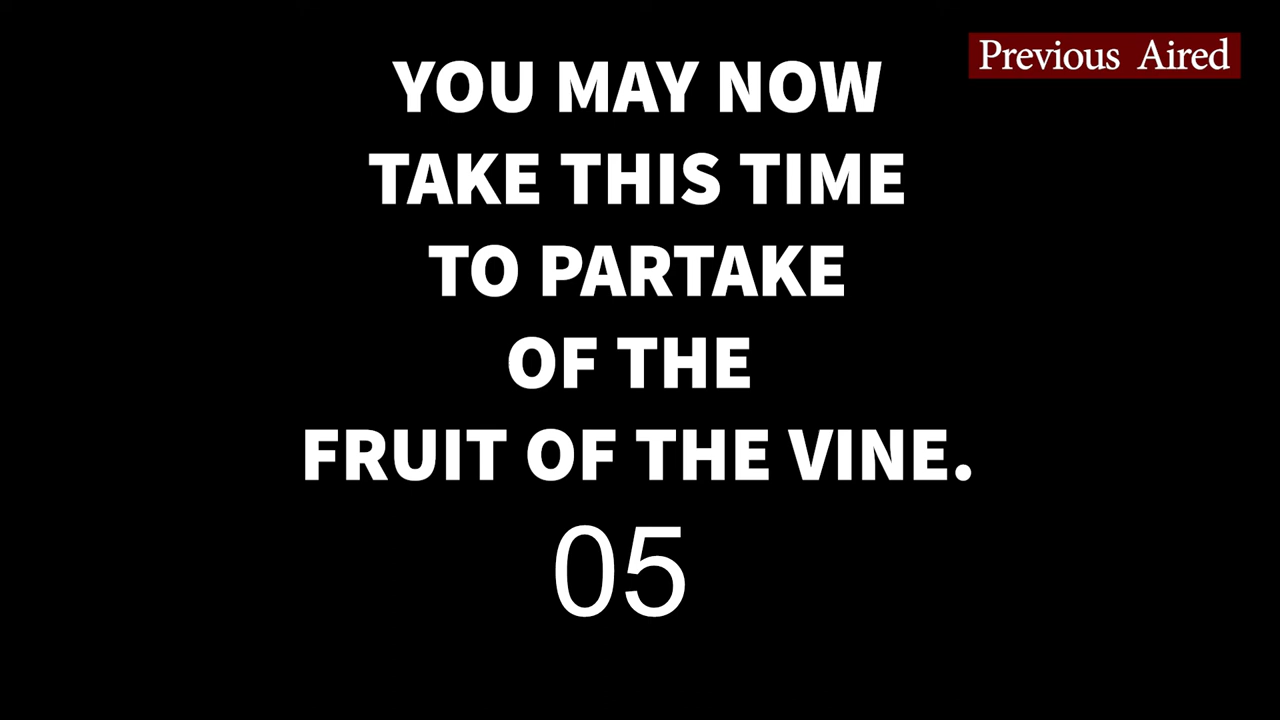 Previous Aired
YOU MAY NOW
TAKE THIS TIME
TO PARTAKE
OF THE
FRUIT OF THE VINE.
05